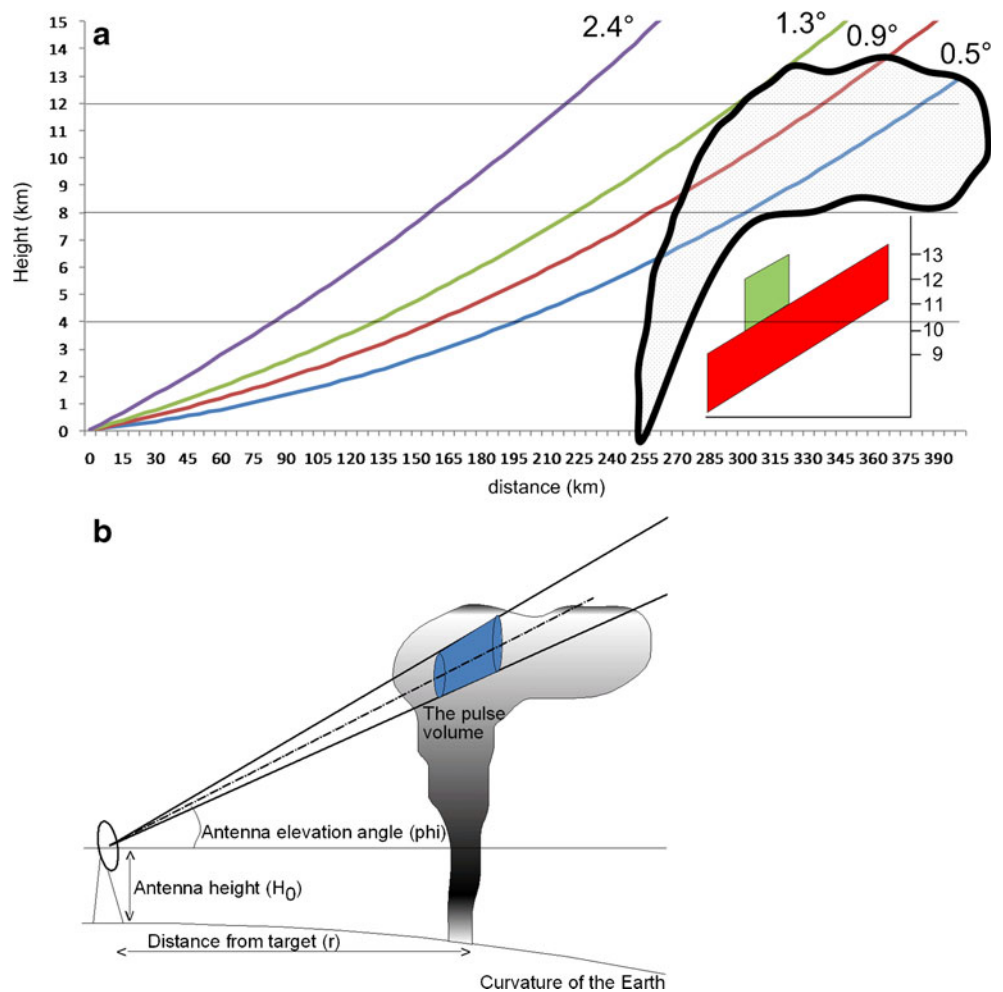 a
15
14
13
12
11
10
9
8
7
6
5
4
3
2
1
0
Height (km)
2.4°
1.3°
0.9°
0.5°
13
12
11
10
9
0 15 30 45 60 75 90 105 120 135 150 165 180 195 210 225 240 255 270 285 300 315 330 345 360 375 390
distance (km)
b
The pulse
volume
Antenna elevation angle (phi)
Antenna height (H0)
Distance from target (r)
Curvature of the Earth